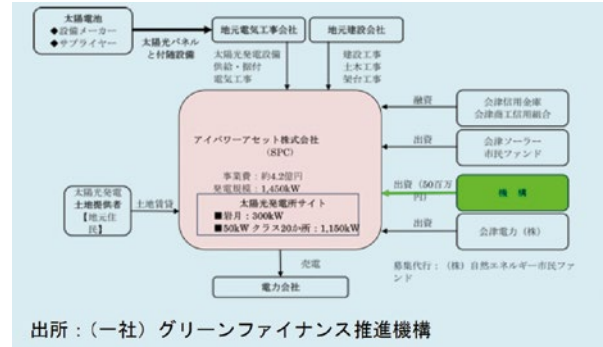 太陽電池
◆設備メーカー
◆サプライヤー
太陽光パネル
と付随設備
地元電気工事会社
地元建設会社
太陽光発電設備
供給・据付
電気工事
建設工事
土木工事
架台工事
アイパワーアセット株式会社
(SPC)
事業費：約4.2億円
発電規模：1,450kW
太陽光発電所サイト
■岩月：300kW
■50kWクラス20か所：1,150kW
太陽光発電
土地提供者
【地元住
民】
土地賃貸
融資
会津信用金庫
会津商工信用組合
出資
会津ソーラー
市民ファンド
出資（50百万
円）
機 構
出資
会津電力（株）
募集代行：（株）自然エネルギー市民ファ
ンド
売電
電力会社
出所：（一社）グリーンファイナンス推進機構